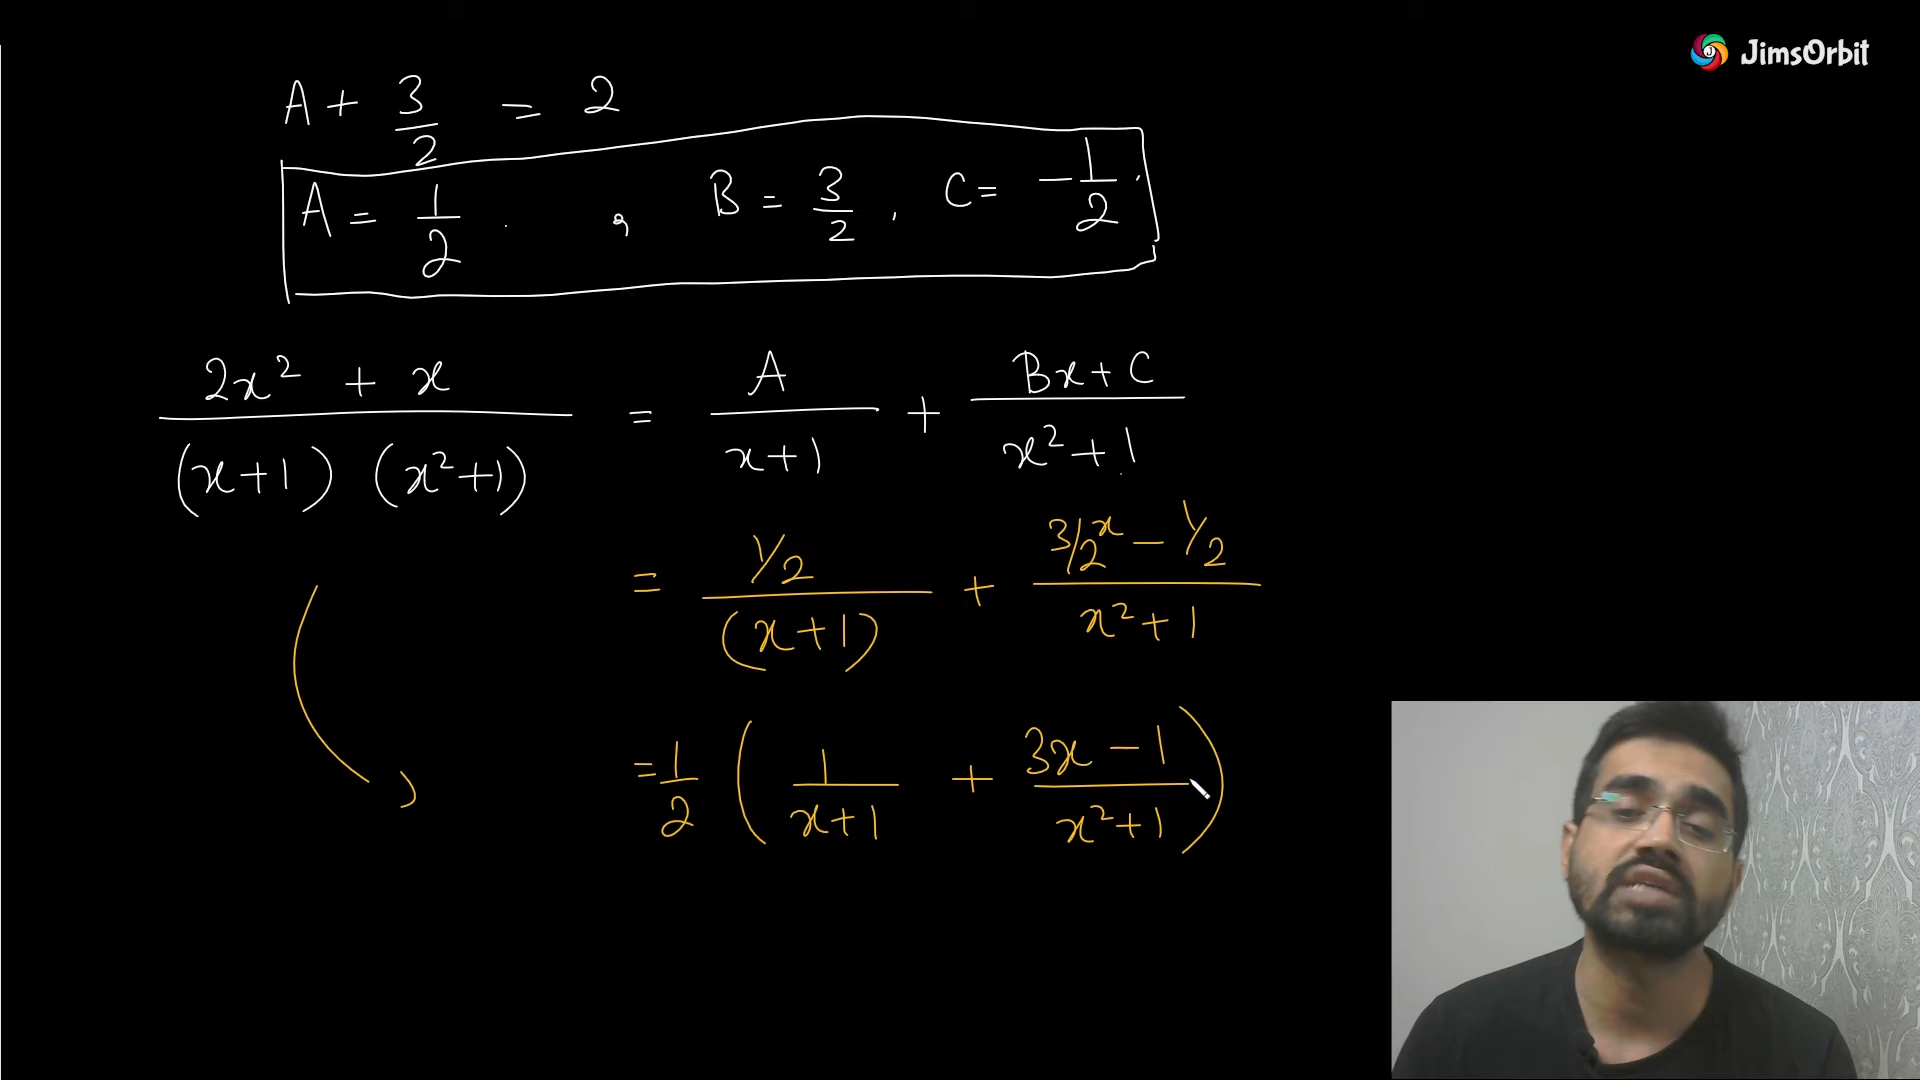 JimsOrbit
A + 3/2 = 2
A = 1/2 . , B = 3/2 , C = -1/2 .
(2x² + x)/((x+1) (x²+1)) = A/(x+1) + (Bx+C)/(x²+1)
= (1/2)/(x+1) + (3/2x - 1/2)/(x²+1)
= 1/2 ( 1/(x+1) + (3x - 1)/(x²+1) )